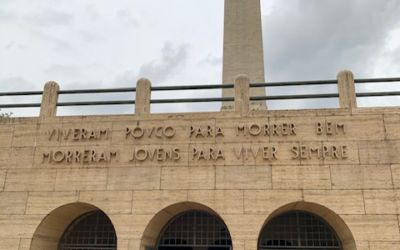 VIVERAM POVCO PARA MORRER BEM
MORRERAM JOVENS PARA VIVER SEMPRE